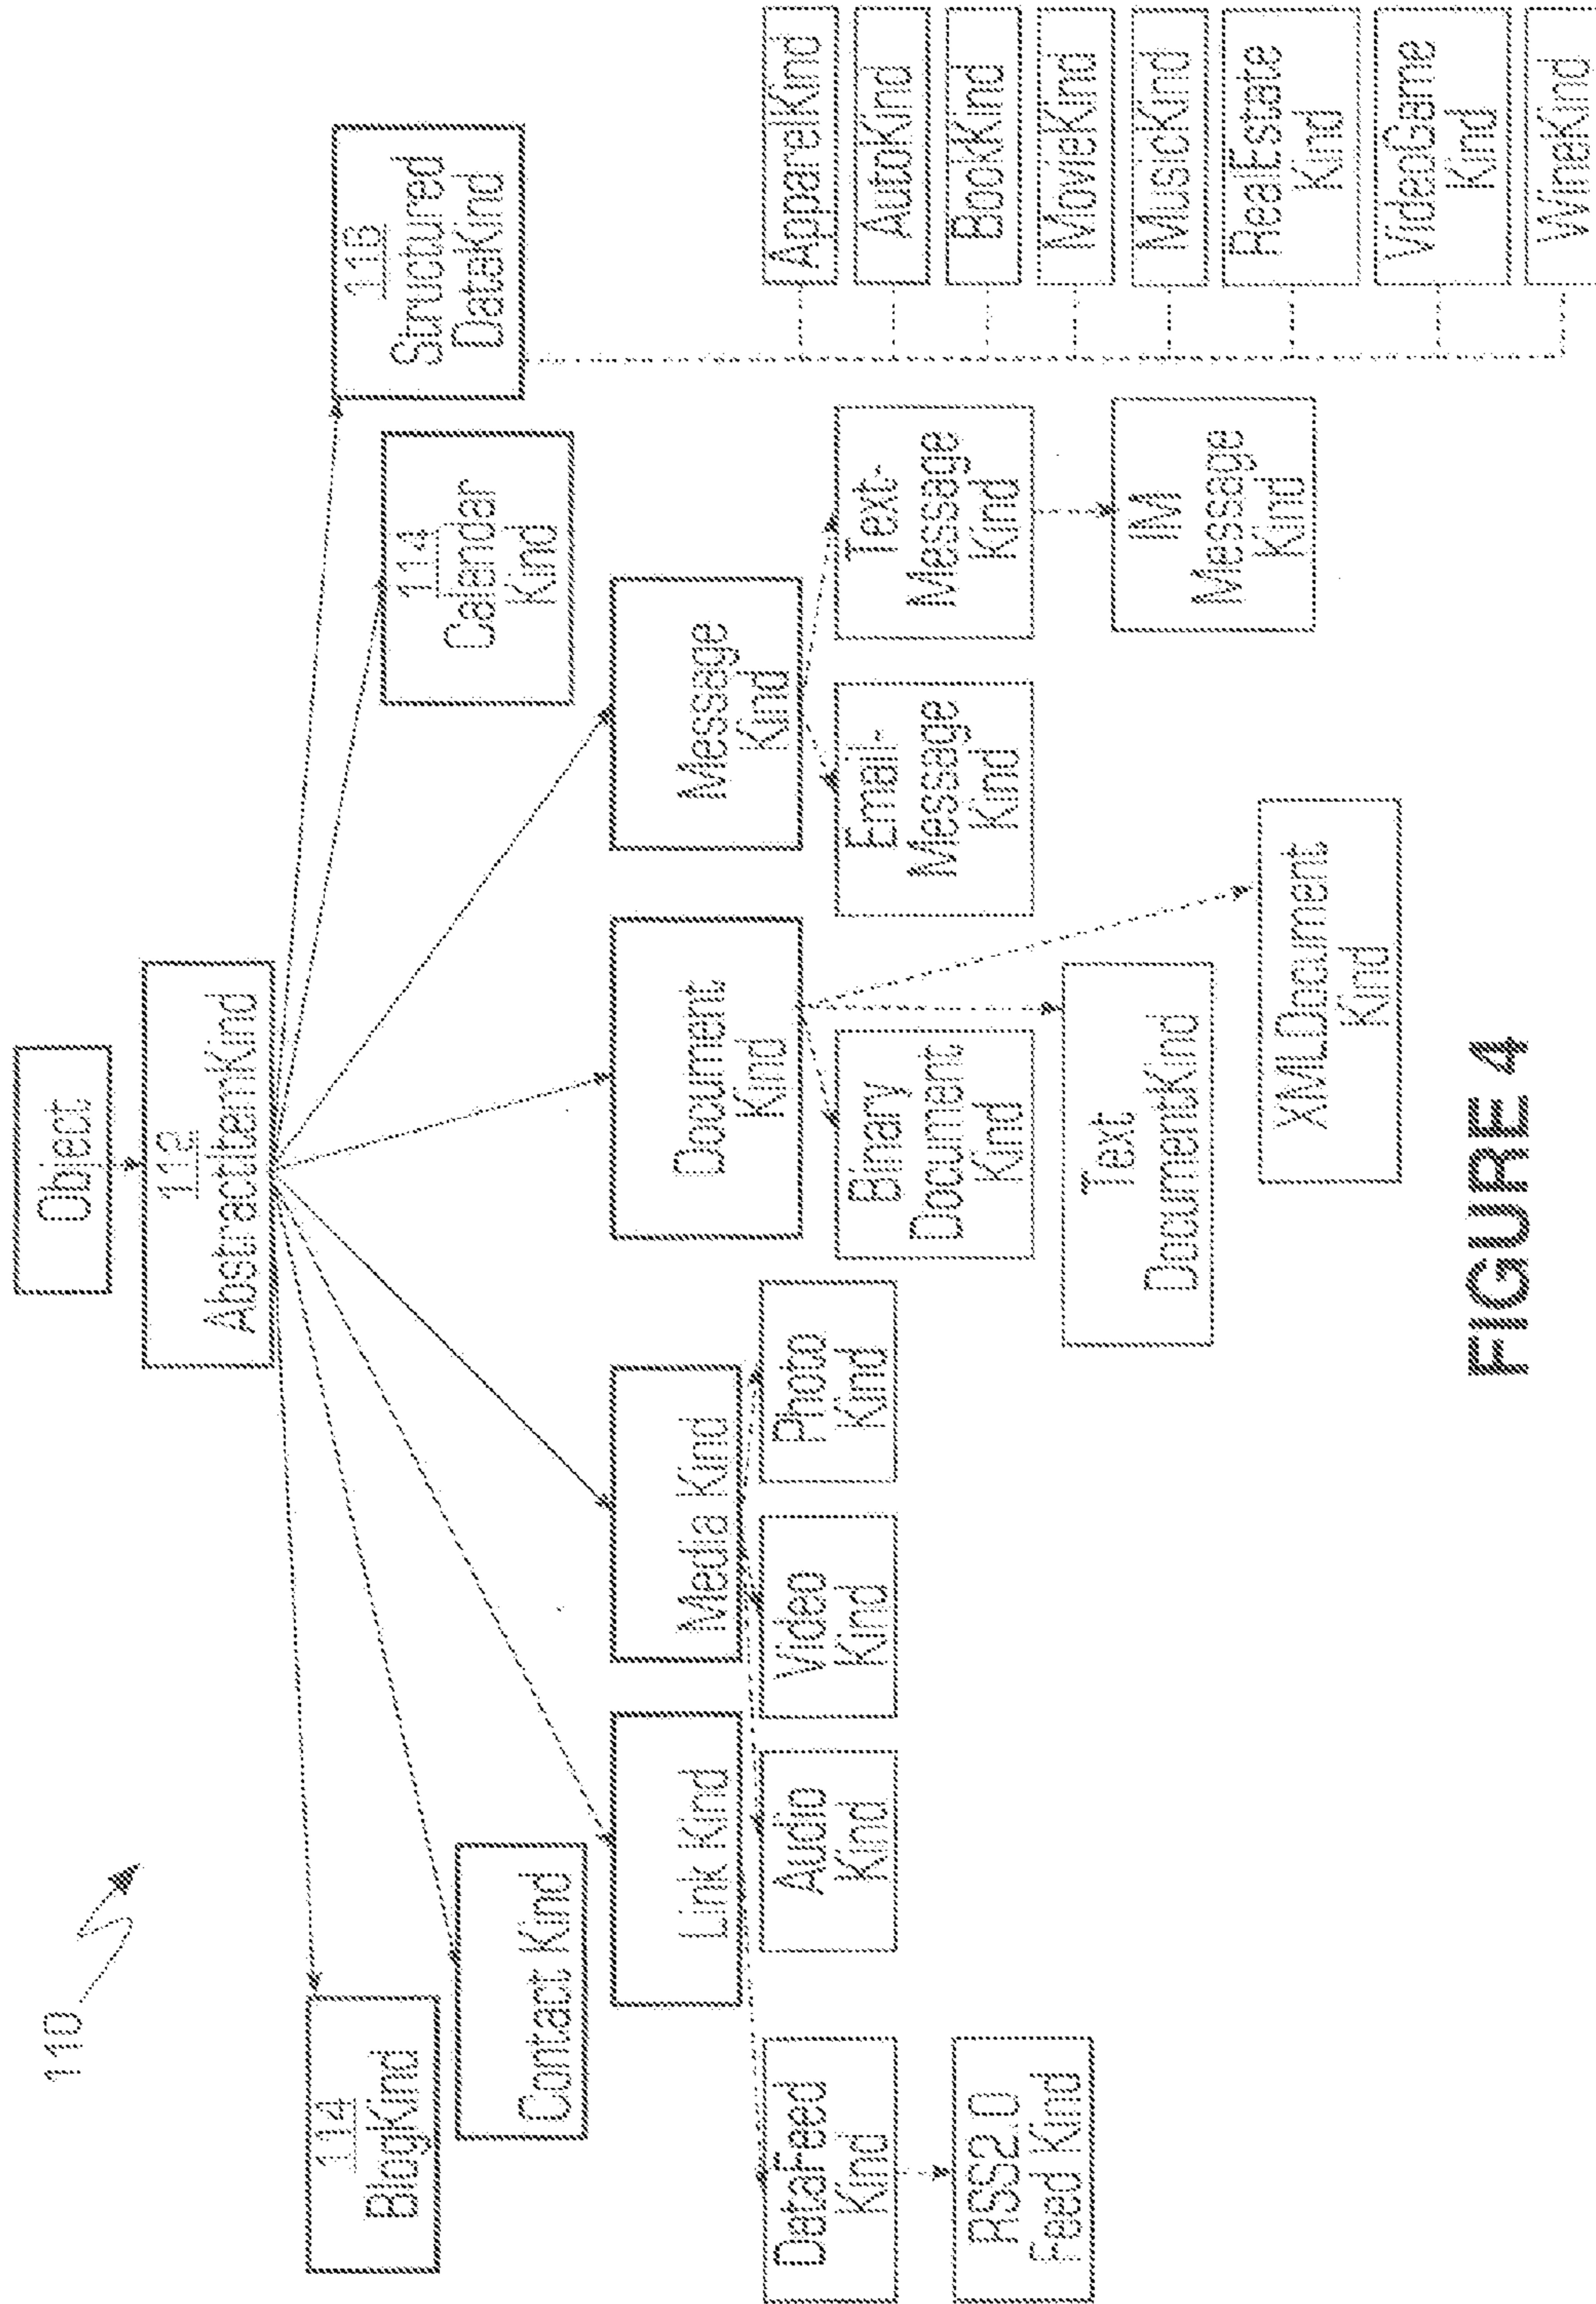 110
Object
112
AbstractItemKind
114
BlogKind
Contact Kind
Link Kind
Media Kind
Document
Kind
Message
Kind
114
Calendar
Kind
116
Structured
DataKind
DataFeed
Kind
RSS2.0
Feed Kind
Audio
Kind
Video
Kind
Photo
Kind
Binary
Document
Kind
Text
DocumentKind
XMLDocument
Kind
Email-
Message
Kind
Text-
Message
Kind
IM
Message
Kind
ApparelKind
AutoKind
BookKind
MovieKind
MusicKind
RealEstate
Kind
VideoGame
Kind
WineKind
FIGURE 4